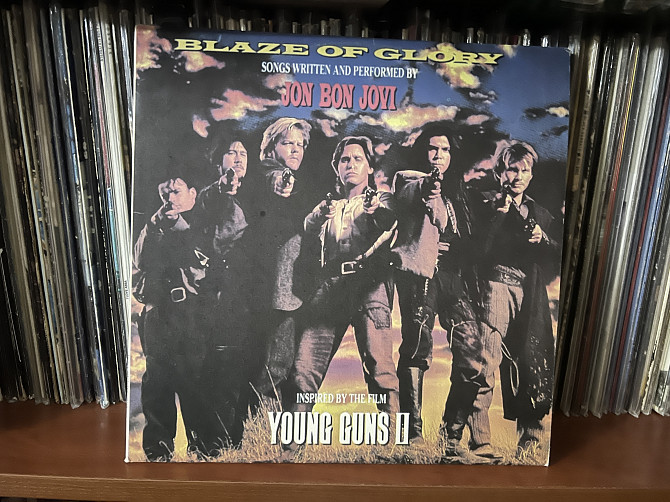 BLAZE OF GLORY
SONGS WRITTEN AND PERFORMED BY
JON BON JOVI
INSPIRED BY THE FILM
YOUNG GUNS II